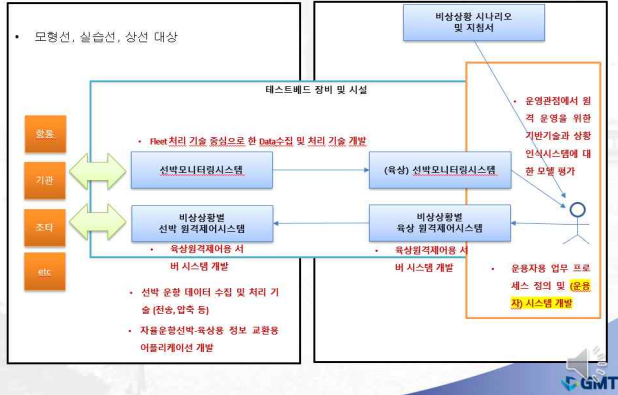 비상상황 시나리오
및 지침서
• 모형선, 실습선, 상선 대상
테스트베드 장비 및 시설
• Fleet 처리 기술 중심으로 한 Data수집 및 처리 기술 개발
항통
기관
조타
etc
선박모니터링시스템
(육상) 선박모니터링시스템
비상상황별
선박 원격제어시스템
비상상황별
육상 원격제어시스템
• 육상원격제어용 서
버 시스템 개발
• 육상원격제어용 서
버 시스템 개발
• 선박 운항 데이터 수집 및 처리 기
술 (전송, 압축 등)
• 자율운항선박-육상용 정보 교환용
어플리케이션 개발
• 운영관점에서 원
격 운영을 위한
기반기술과 상황
인식시스템에 대
한 모델 평가
• 운용자용 업무 프로
세스 정의 및 (운용
자) 시스템 개발
GMT